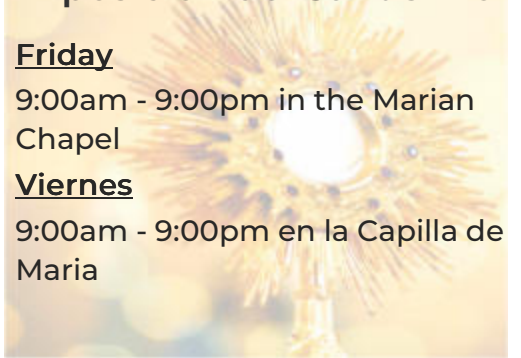 Friday
9:00am - 9:00pm in the Marian
Chapel
Viernes
9:00am - 9:00pm en la Capilla de
Maria